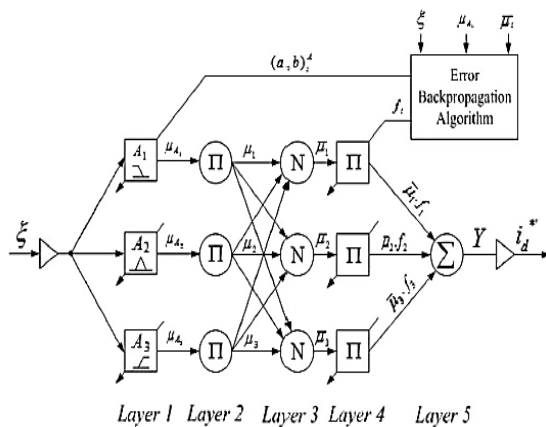 ξ μ_{A_i} μ̅_i
(a, b)_i^A
Error
Backpropagation
Algorithm
f_i
A_1 μ_{A_1} Π μ_1 N μ̅_1 Π
μ̅_1·f_1
ξ A_2 μ_{A_2} Π μ_2 N μ̅_2 Π μ̅_2·f_2 Σ Y i_d^{*'}
μ̅_3·f_3
A_3 μ_{A_3} Π μ_3 N μ̅_3 Π
Layer 1 Layer 2 Layer 3 Layer 4 Layer 5